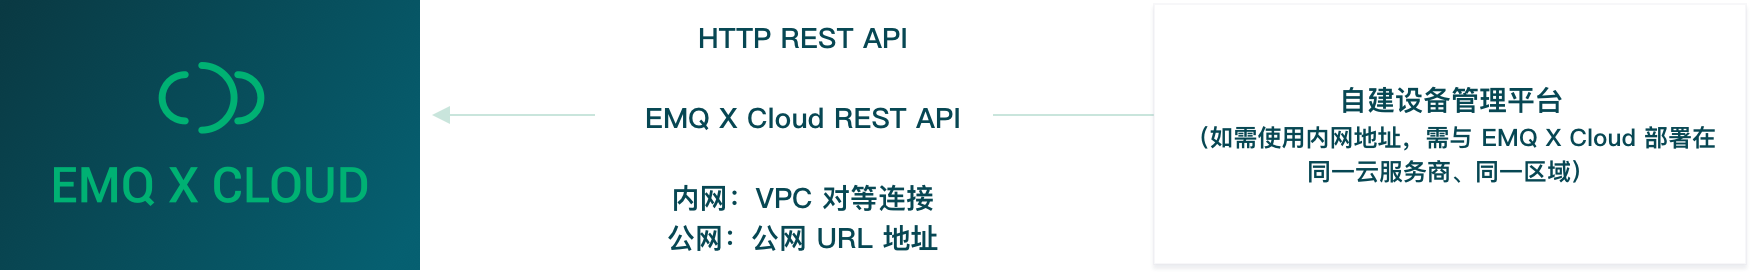 EMQ X CLOUD
HTTP REST API
EMQ X Cloud REST API
内网：VPC 对等连接
公网：公网 URL 地址
自建设备管理平台
（如需使用内网地址，需与 EMQ X Cloud 部署在
同一云服务商、同一区域）